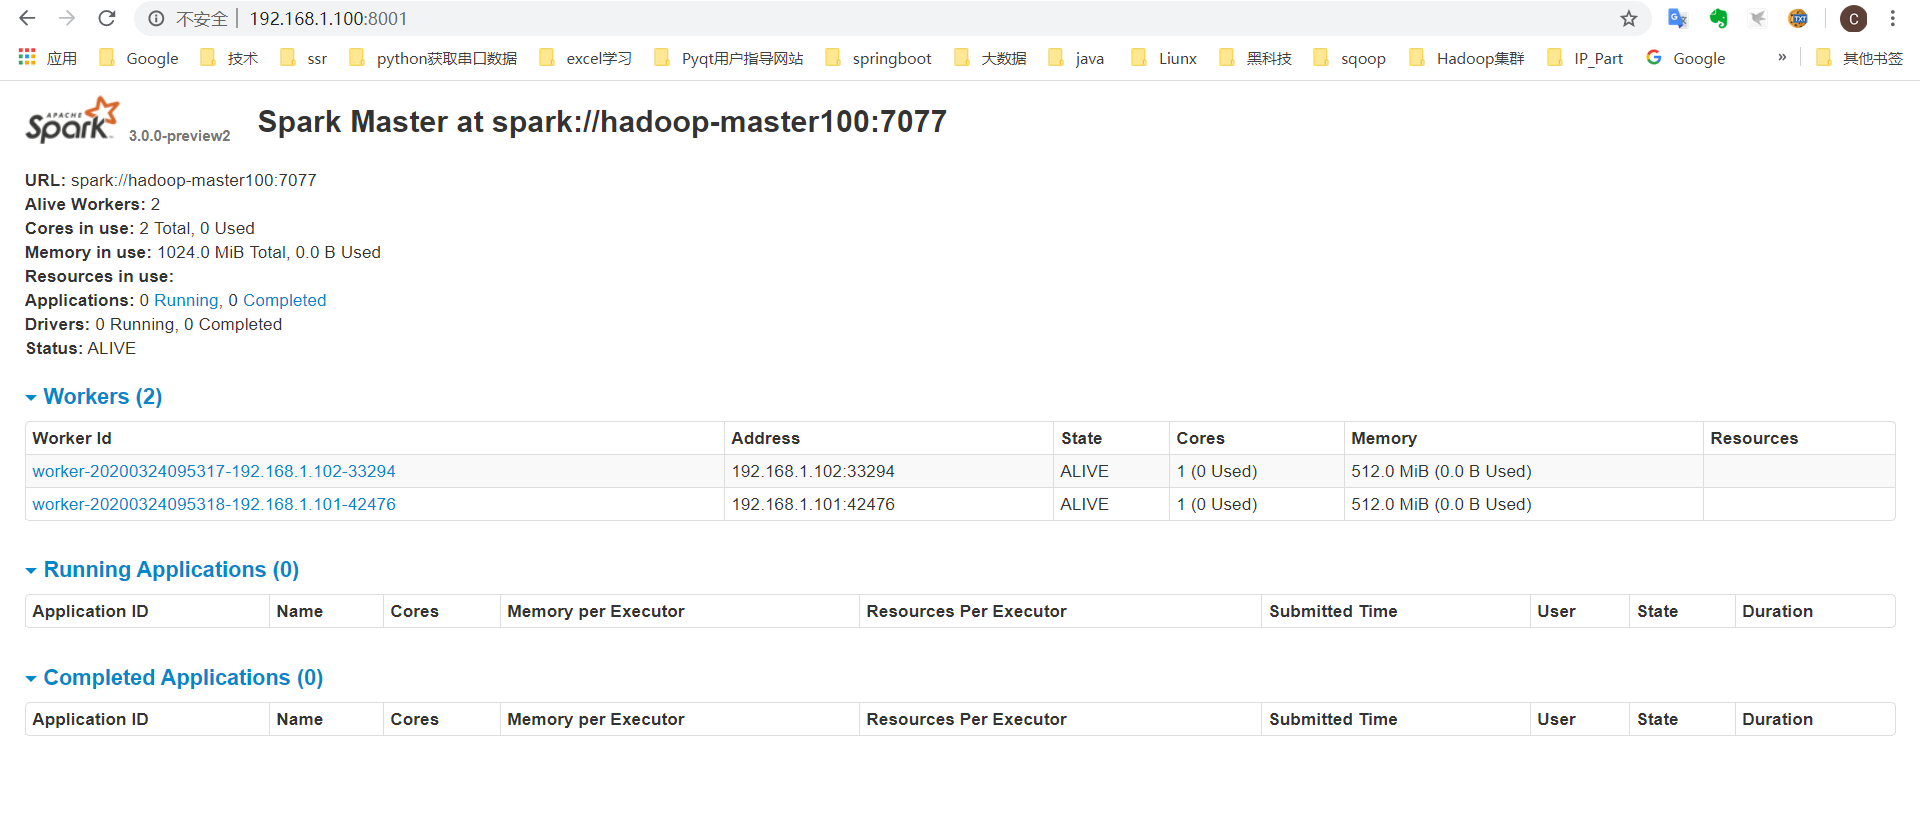 不安全 192.168.1.100:8001
应用 Google 技术 ssr python获取串口数据 excel学习 Pyqt用户指导网站 springboot 大数据 java Liunx 黑科技 sqoop Hadoop集群 IP_Part Google » 其他书签
APACHE Spark 3.0.0-preview2 Spark Master at spark://hadoop-master100:7077
URL: spark://hadoop-master100:7077
Alive Workers: 2
Cores in use: 2 Total, 0 Used
Memory in use: 1024.0 MiB Total, 0.0 B Used
Resources in use:
Applications: 0 Running, 0 Completed
Drivers: 0 Running, 0 Completed
Status: ALIVE
Workers (2)
Worker Id Address State Cores Memory Resources
worker-20200324095317-192.168.1.102-33294 192.168.1.102:33294 ALIVE 1 (0 Used) 512.0 MiB (0.0 B Used)
worker-20200324095318-192.168.1.101-42476 192.168.1.101:42476 ALIVE 1 (0 Used) 512.0 MiB (0.0 B Used)
Running Applications (0)
Application ID Name Cores Memory per Executor Resources Per Executor Submitted Time User State Duration
Completed Applications (0)
Application ID Name Cores Memory per Executor Resources Per Executor Submitted Time User State Duration